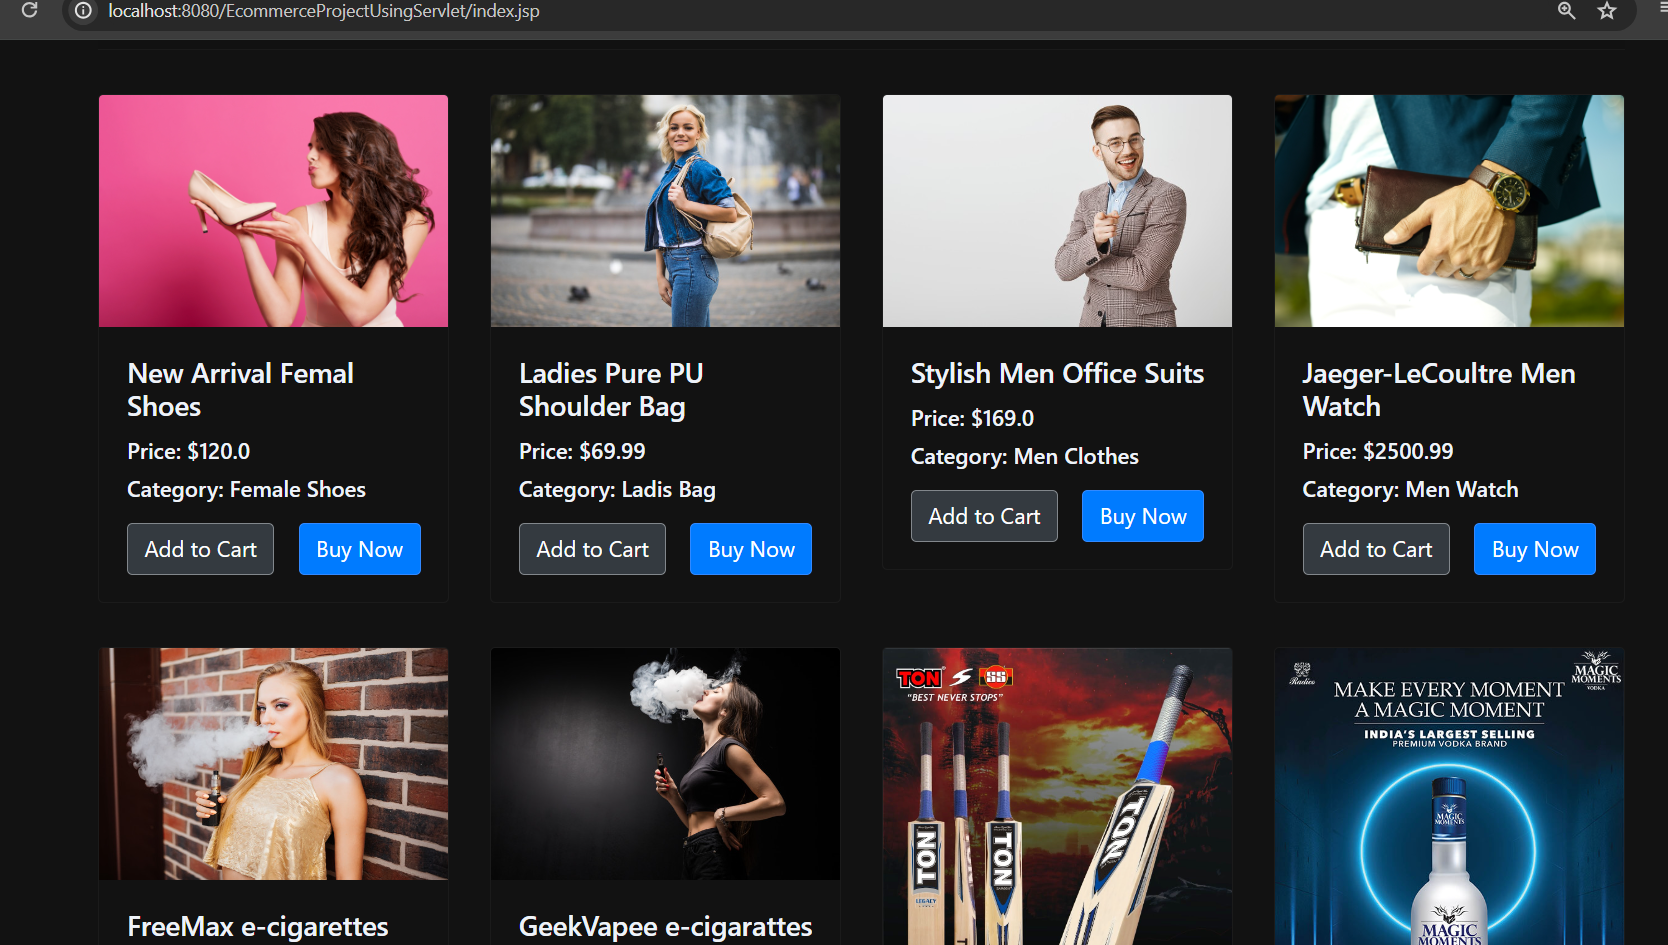 localhost:8080/EcommerceProjectUsingServlet/index.jsp
New Arrival Femal
Shoes
Price: $120.0
Category: Female Shoes
Add to Cart
Buy Now
Ladies Pure PU
Shoulder Bag
Price: $69.99
Category: Ladis Bag
Add to Cart
Buy Now
Stylish Men Office Suits
Price: $169.0
Category: Men Clothes
Add to Cart
Buy Now
Jaeger-LeCoultre Men
Watch
Price: $2500.99
Category: Men Watch
Add to Cart
Buy Now
FreeMax e-cigarettes
GeekVapee e-cigarattes
TON SS
"BEST NEVER STOPS"
TON
LEGACY
TON
TON
Radico
MAGIC
MOMENTS
VODKA
MAKE EVERY MOMENT
A MAGIC MOMENT
INDIA'S LARGEST SELLING
PREMIUM VODKA BRAND
MAGIC
MOMENTS
MAGIC
MOMENTS